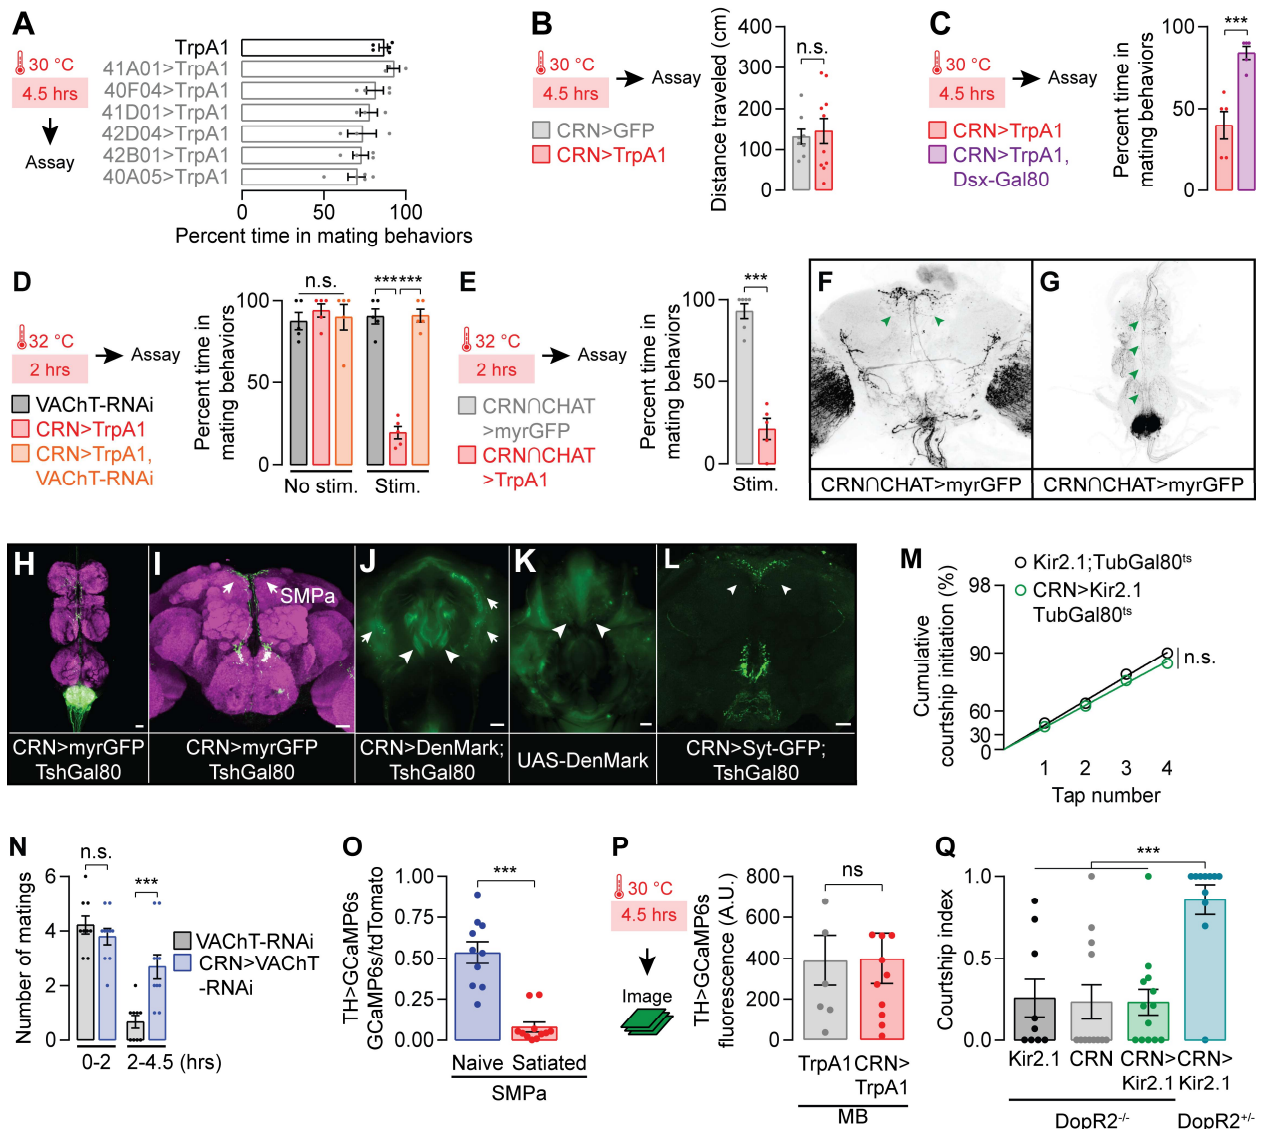 A
30 °C
4.5 hrs
Assay
TrpA1
41A01>TrpA1
40F04>TrpA1
41D01>TrpA1
42D04>TrpA1
42B01>TrpA1
40A05>TrpA1
0
50
100
Percent time in mating behaviors
B
30 °C
4.5 hrs
Assay
CRN>GFP
CRN>TrpA1
Distance traveled (cm)
400
300
200
100
0
n.s.
C
30 °C
4.5 hrs
Assay
CRN>TrpA1
CRN>TrpA1,
Dsx-Gal80
Percent time in
mating behaviors
100
50
0
***
D
32 °C
2 hrs
Assay
VAChT-RNAi
CRN>TrpA1
CRN>TrpA1,
VAChT-RNAi
Percent time in
mating behaviors
100
50
0
n.s.
*** ***
No stim.
Stim.
E
32 °C
2 hrs
Assay
CRN∩CHAT
>myrGFP
CRN∩CHAT
>TrpA1
Percent time in
mating behaviors
100
50
0
***
Stim.
F
CRN∩CHAT>myrGFP
G
CRN∩CHAT>myrGFP
H
CRN>myrGFP
TshGal80
I
SMPa
CRN>myrGFP
TshGal80
J
CRN>DenMark;
TshGal80
K
UAS-DenMark
L
CRN>Syt-GFP;
TshGal80
M
Kir2.1;TubGal80ts
CRN>Kir2.1
TubGal80ts
Cumulative
courtship initiation (%)
98
90
60
30
0
n.s.
1 2 3 4
Tap number
N
Number of matings
6
4
2
0
n.s.
***
0-2
2-4.5 (hrs)
VAChT-RNAi
CRN>VAChT
-RNAi
O
TH>GCaMP6s
GCaMP6s/tdTomato
1.00
0.75
0.50
0.25
0.00
***
Naive
Satiated
SMPa
P
30 °C
4.5 hrs
Image
TH>GCaMP6s
fluorescence (A.U.)
800
600
400
200
0
ns
TrpA1
CRN>
TrpA1
MB
Q
Courtship index
1.0
0.5
0.0
***
Kir2.1
CRN
CRN>
Kir2.1
CRN>
Kir2.1
DopR2-/-
DopR2+/-